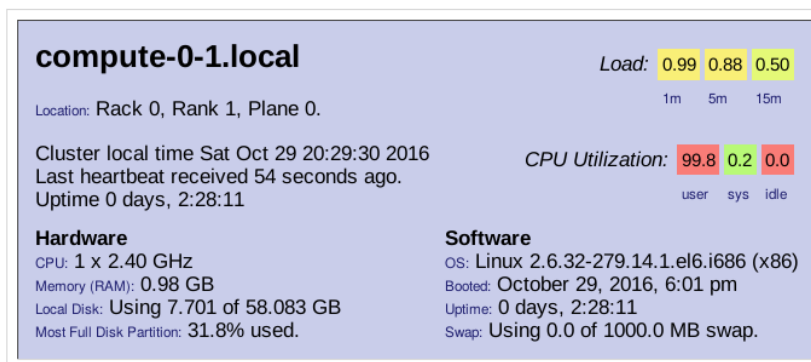 compute-0-1.local
Load: 0.99 0.88 0.50
1m 5m 15m
Location: Rack 0, Rank 1, Plane 0.
Cluster local time Sat Oct 29 20:29:30 2016
Last heartbeat received 54 seconds ago.
Uptime 0 days, 2:28:11
CPU Utilization: 99.8 0.2 0.0
user sys idle
Hardware
CPU: 1 x 2.40 GHz
Memory (RAM): 0.98 GB
Local Disk: Using 7.701 of 58.083 GB
Most Full Disk Partition: 31.8% used.
Software
OS: Linux 2.6.32-279.14.1.el6.i686 (x86)
Booted: October 29, 2016, 6:01 pm
Uptime: 0 days, 2:28:11
Swap: Using 0.0 of 1000.0 MB swap.